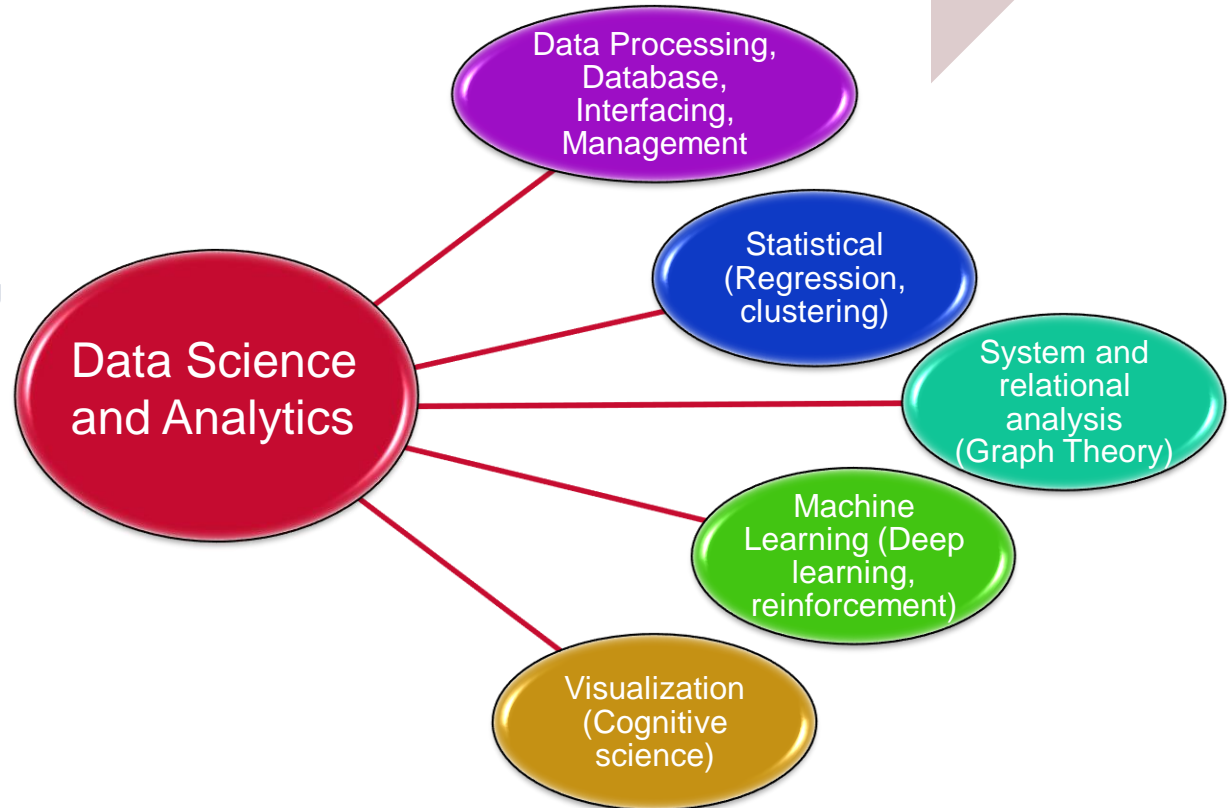 Data Processing,
Database,
Interfacing,
Management
Statistical
(Regression,
clustering)
Data Science
and Analytics
System and
relational
analysis
(Graph Theory)
Machine
Learning (Deep
learning,
reinforcement)
Visualization
(Cognitive
science)